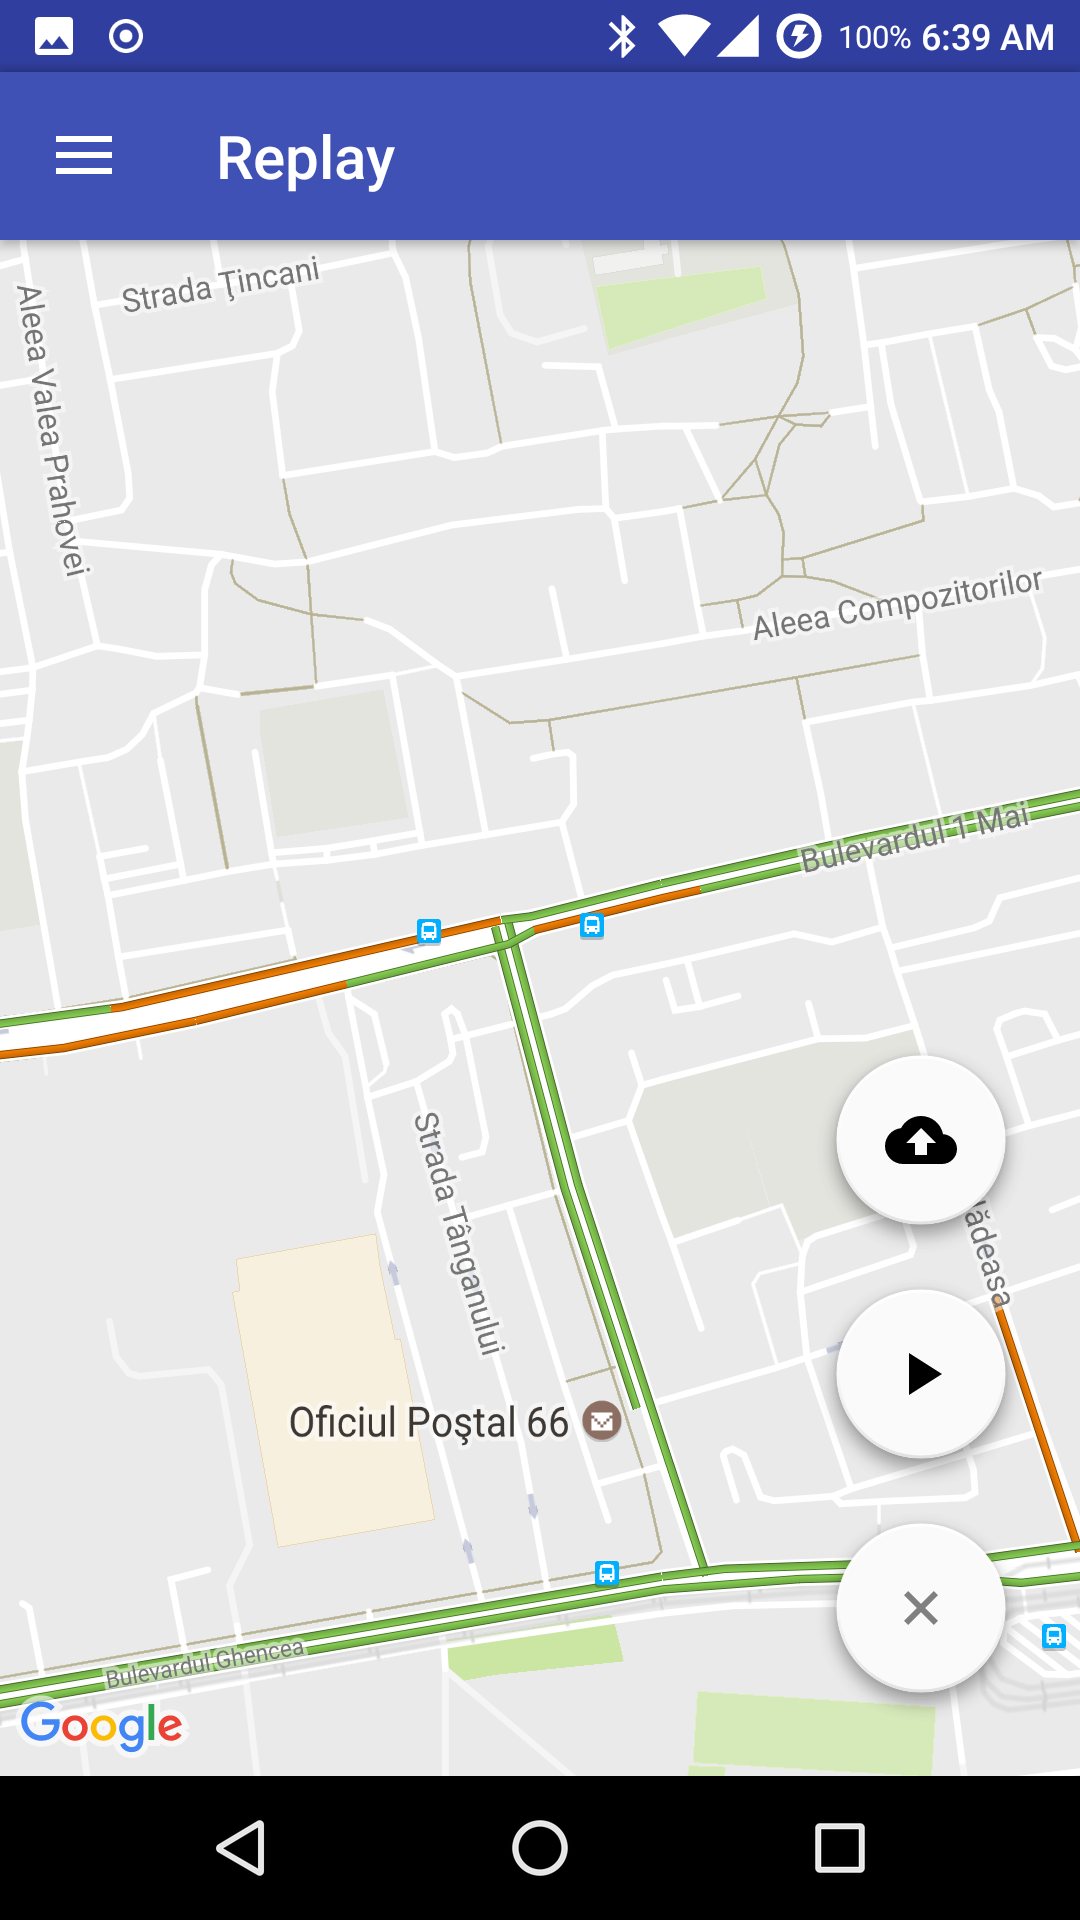 100% 6:39 AM
Replay
Strada Ţincani
Aleea Valea Prahovei
Aleea Compozitorilor
Bulevardul 1 Mai
Strada Tânganului
Oficiul Poştal 66
Bulevardul Ghencea
Google